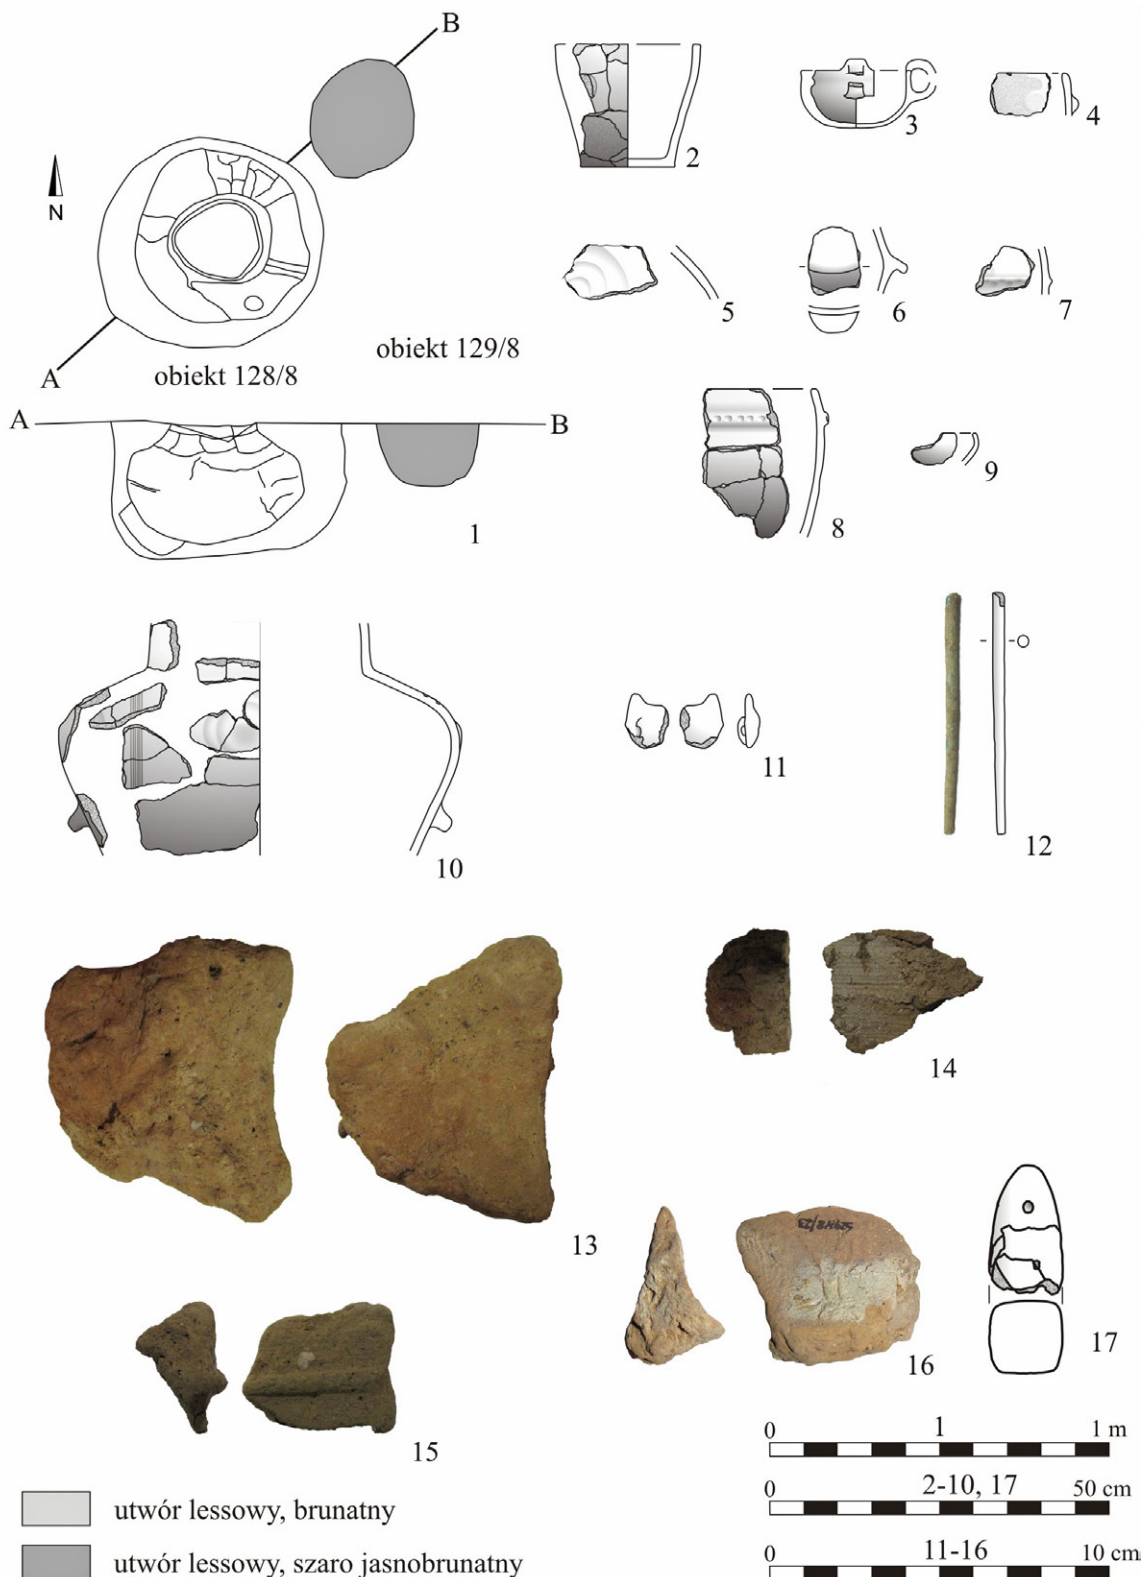 B
N
A
obiekt 128/8
obiekt 129/8
A
B
1
2
3
4
5
6
7
8
9
10
11
12
13
14
15
16
17
0 1 1 m
0 2-10, 17 50 cm
0 11-16 10 cm
utwór lessowy, brunatny
utwór lessowy, szaro jasnobrunatny